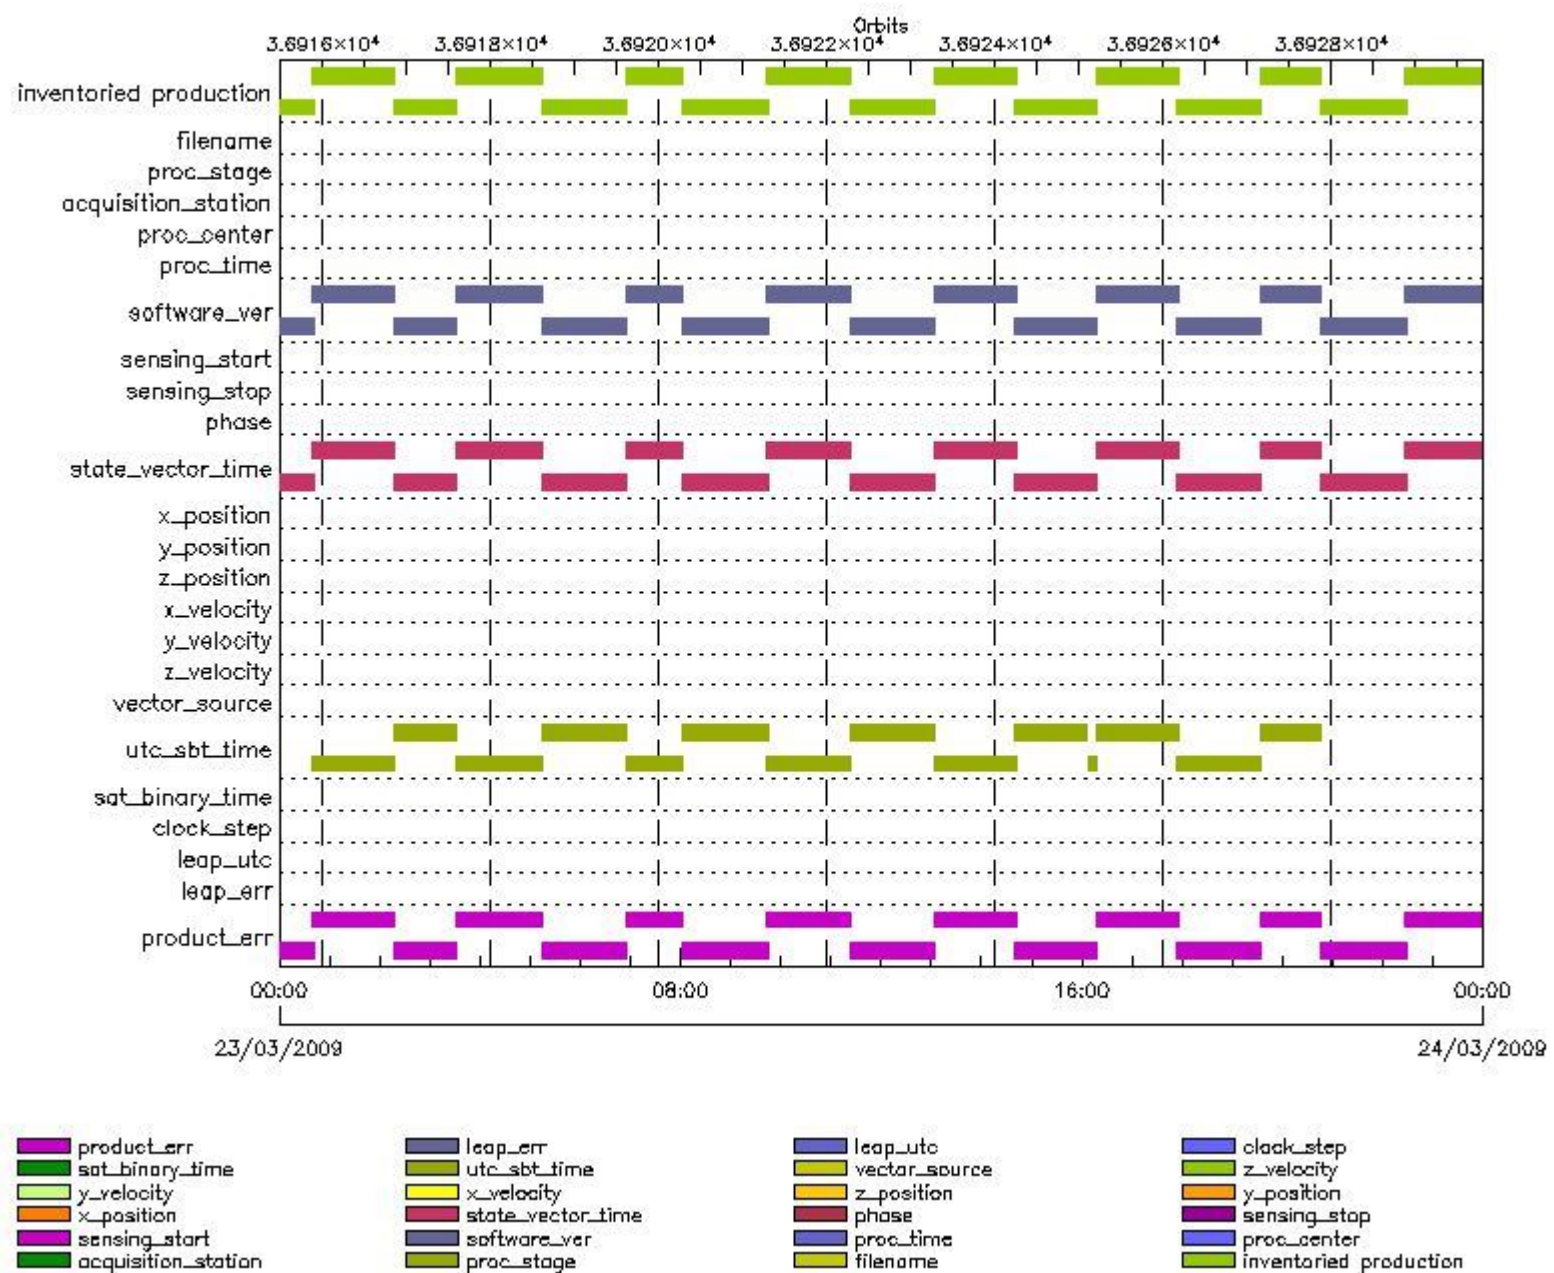 Orbits
3.6916×10⁴ 3.6918×10⁴ 3.6920×10⁴ 3.6922×10⁴ 3.6924×10⁴ 3.6926×10⁴ 3.6928×10⁴
inventoried production
filename
proc_stage
acquisition_station
proc_center
proc_time
software_ver
sensing_start
sensing_stop
phase
state_vector_time
x_position
y_position
z_position
x_velocity
y_velocity
z_velocity
vector_source
utc_sbt_time
sat_binary_time
clock_step
leap_utc
leap_err
product_err
00:00 08:00 16:00 00:00
23/03/2009 24/03/2009
product_err leap_err leap_utc clock_step
sat_binary_time utc_sbt_time vector_source z_velocity
y_velocity x_velocity z_position y_position
x_position state_vector_time phase sensing_stop
sensing_start software_ver proc_time proc_center
acquisition_station proc_stage filename inventoried production